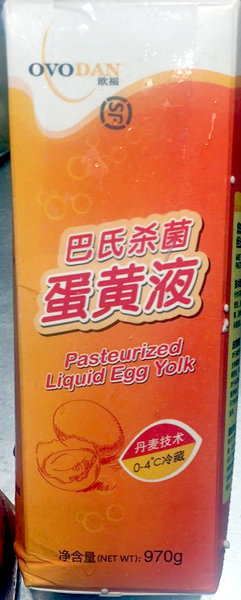 OVODAN
欧福
巴氏杀菌
蛋黄液
Pasteurized
Liquid Egg Yolk
丹麦技术
0-4℃冷藏
净含量(NET WT): 970g